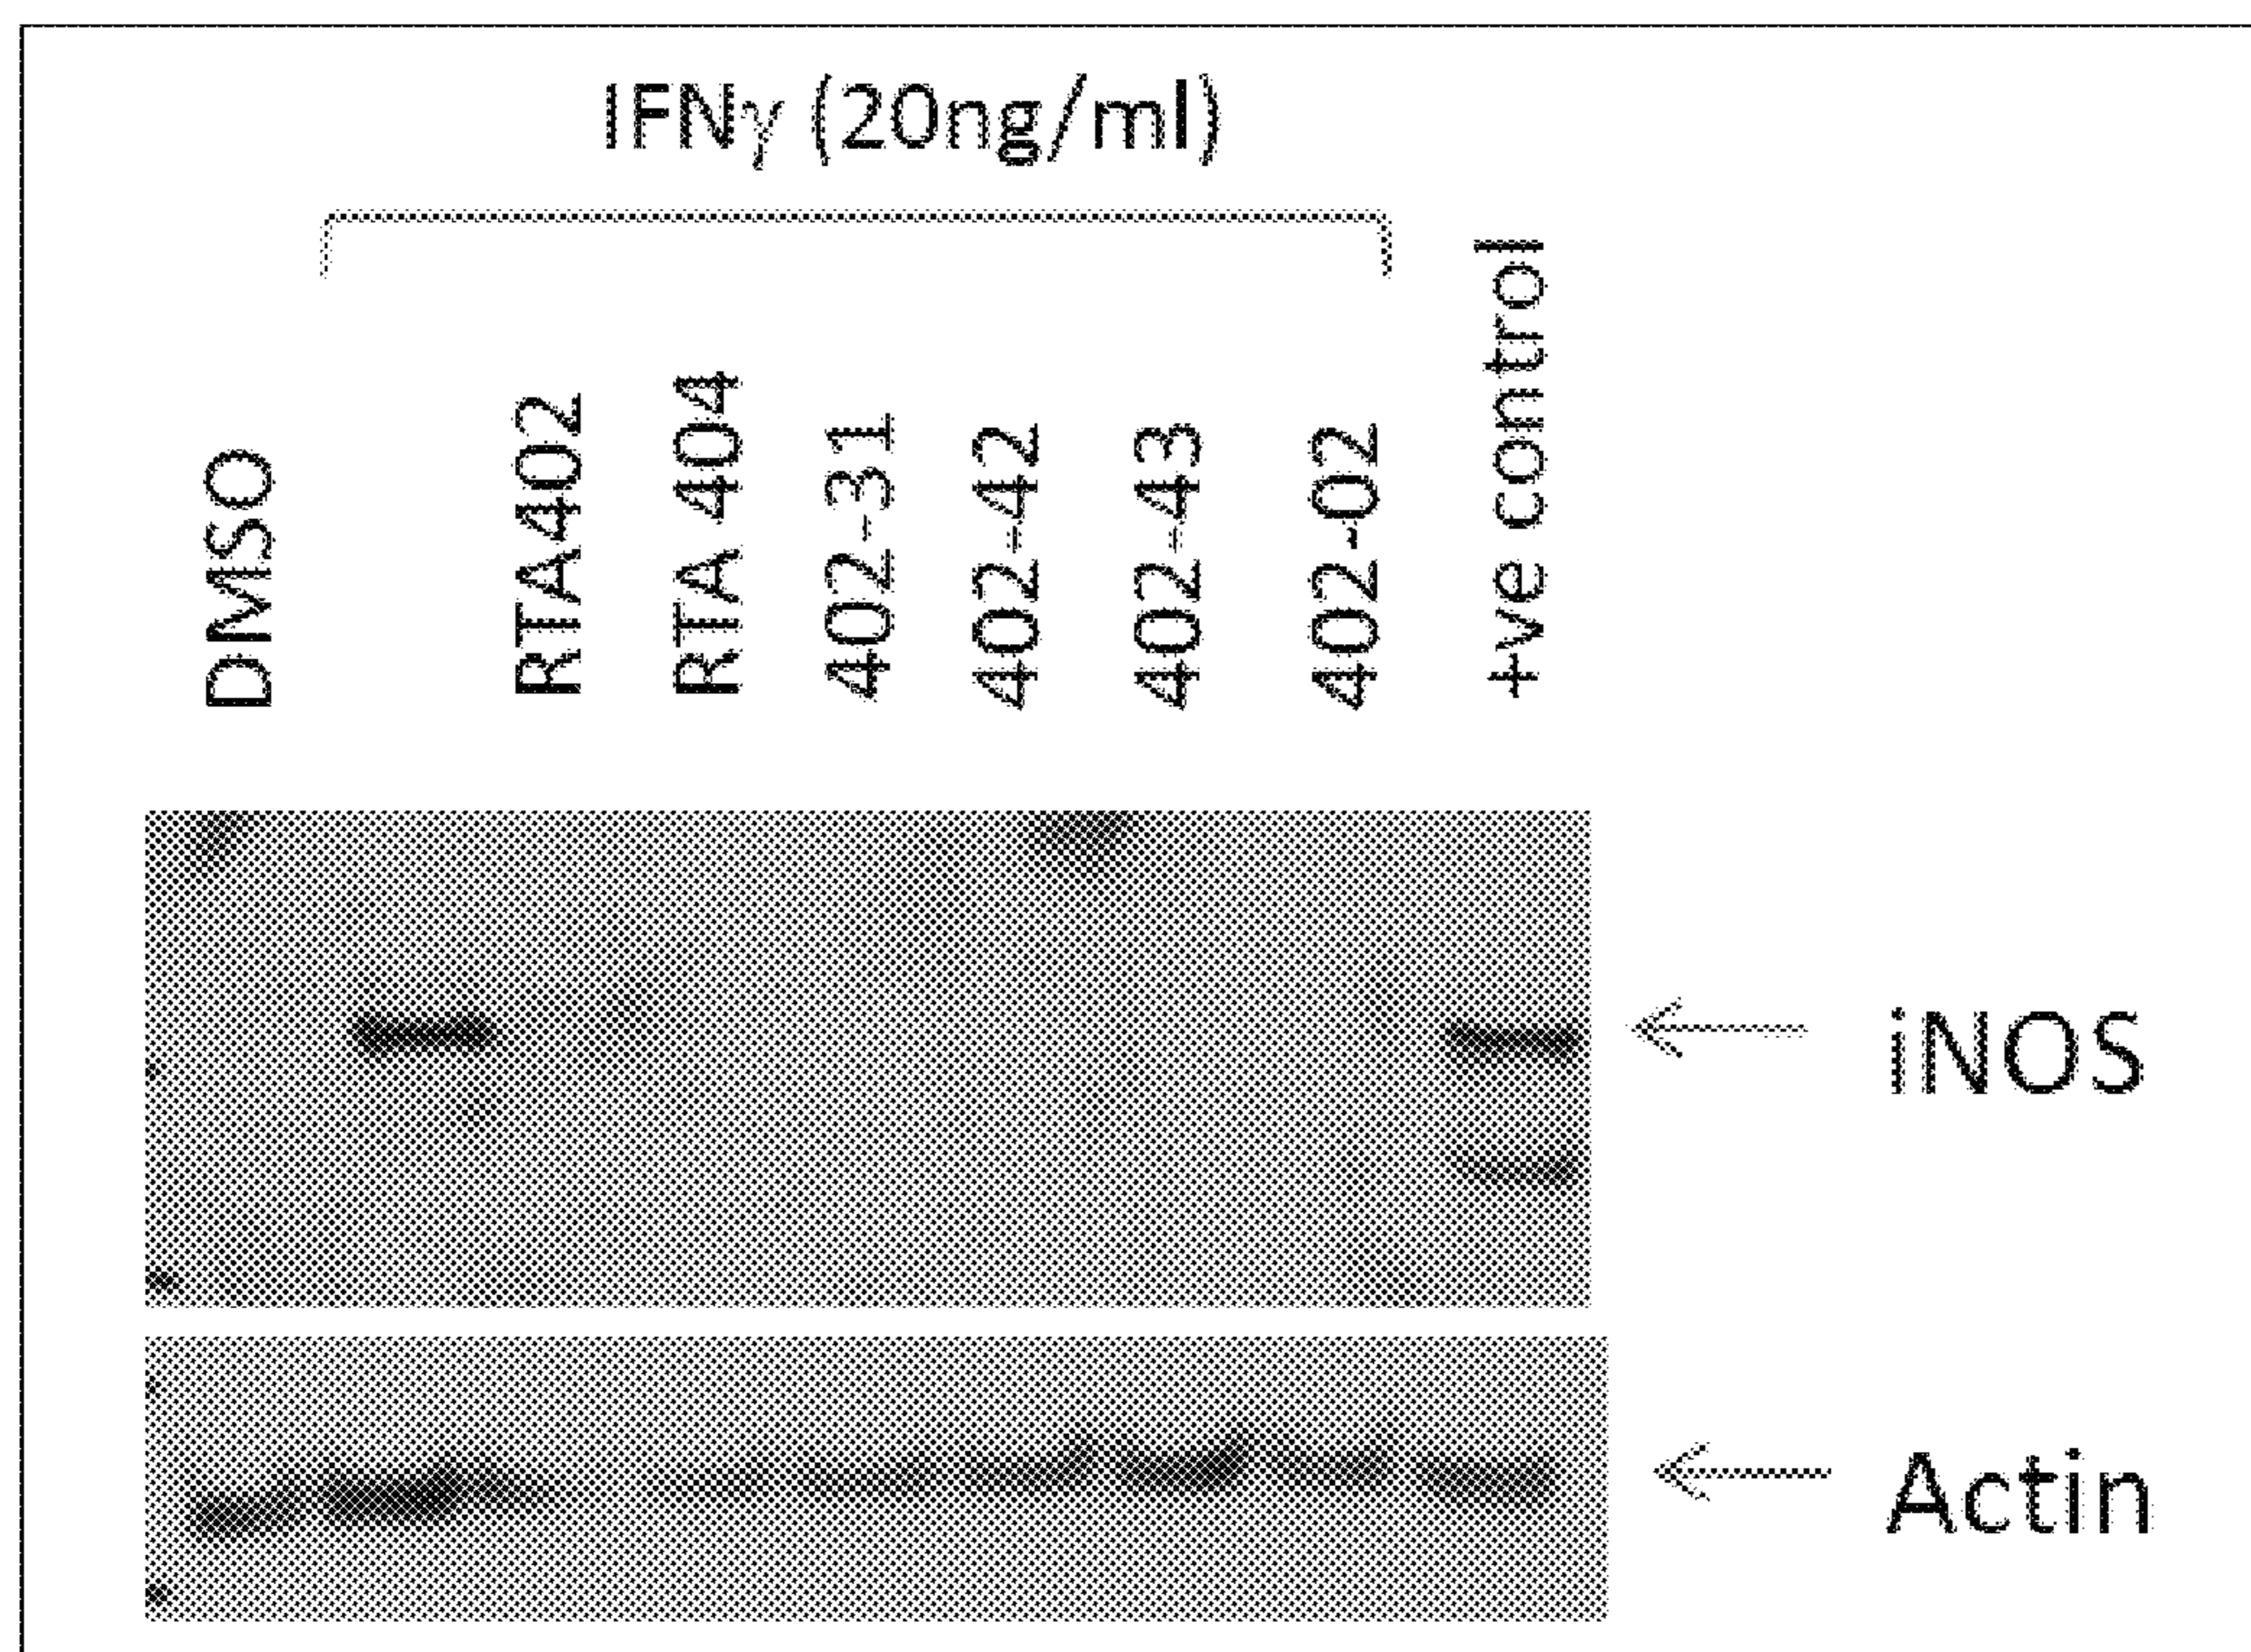 IFNγ (20ng/ml)
DMSO
RTA402
RTA 404
402-31
402-42
402-43
402-02
+ve control
iNOS
Actin